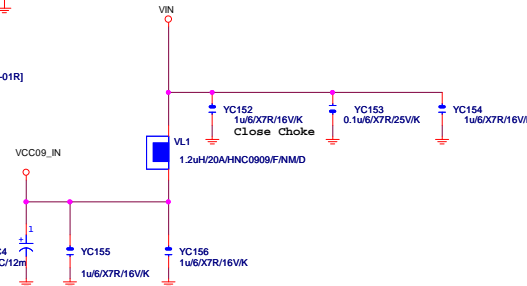 VIN
-01R]
YC152
1u/6/X7R/16V/K
Close Choke
YC153
0.1u/6/X7R/25V/K
YC154
1u/6/X7R/16V/
VL1
1.2uH/20A/HNC0909/F/NM/D
VCC09_IN
1
+
C4
C/12m
YC155
1u/6/X7R/16V/K
YC156
1u/6/X7R/16V/K